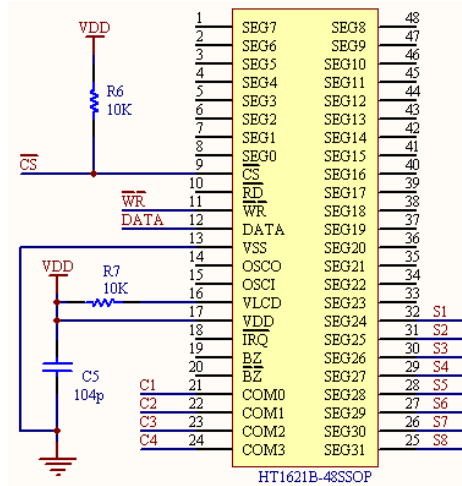 1 SEG7 SEG8 48
VDD 2 SEG6 SEG9 47
3 SEG5 SEG10 46
4 SEG4 SEG11 45
R6 5 SEG3 SEG12 44
10K 6 SEG2 SEG13 43
7 SEG1 SEG14 42
8 SEG0 SEG15 41
CS 9 CS SEG16 40
10 RD SEG17 39
WR 11 WR SEG18 38
DATA 12 DATA SEG19 37
13 VSS SEG20 36
VDD R7 14 OSCO SEG21 35
10K 15 OSCI SEG22 34
16 VLCD SEG23 33
17 VDD SEG24 32 S1
18 IRQ SEG25 31 S2
19 BZ SEG26 30 S3
C5 20 BZ SEG27 29 S4
104p C1 21 COM0 SEG28 28 S5
C2 22 COM1 SEG29 27 S6
C3 23 COM2 SEG30 26 S7
C4 24 COM3 SEG31 25 S8
HT1621B-48SSOP